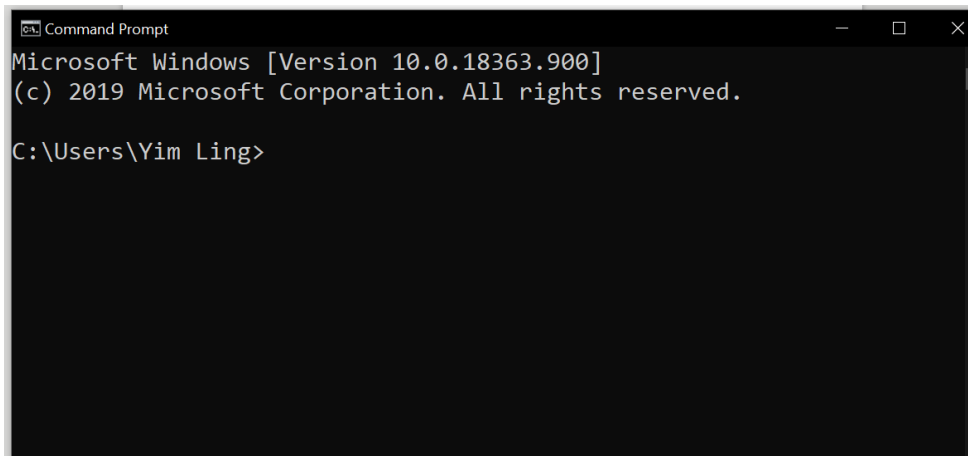 Command Prompt
Microsoft Windows [Version 10.0.18363.900]
(c) 2019 Microsoft Corporation. All rights reserved.
C:\Users\Yim Ling>